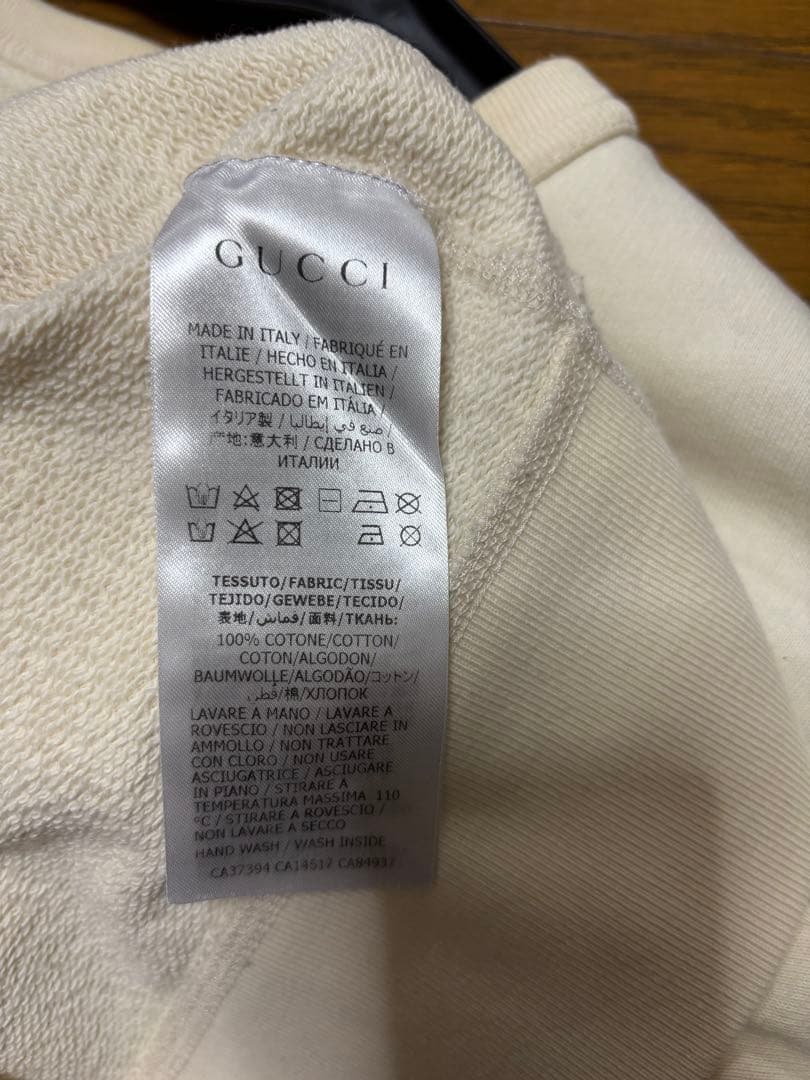 GUCCI
MADE IN ITALY / FABRIQUÉ EN
ITALIE / HECHO EN ITALIA /
HERGESTELLT IN ITALIEN /
FABRICADO EM ITÁLIA /
イタリア製 / صنع في إيطاليا /
产地:意大利 / СДЕЛАНО В
ИТАЛИИ
TESSUTO/FABRIC/TISSU/
TEJIDO/GEWEBE/TECIDO/
表地/قماش/面料/ТКАНЬ:
100% COTONE/COTTON/
COTON/ALGODON/
BAUMWOLLE/ALGODÃO/コットン/
قطن/棉/ХЛОПОК
LAVARE A MANO / LAVARE A
ROVESCIO / NON LASCIARE IN
AMMOLLO / NON TRATTARE
CON CLORO / NON USARE
ASCIUGATRICE / ASCIUGARE
IN PIANO / STIRARE A
TEMPERATURA MASSIMA 110
°C / STIRARE A ROVESCIO /
NON LAVARE A SECCO
HAND WASH / WASH INSIDE
CA37394 CA14517 CA84937